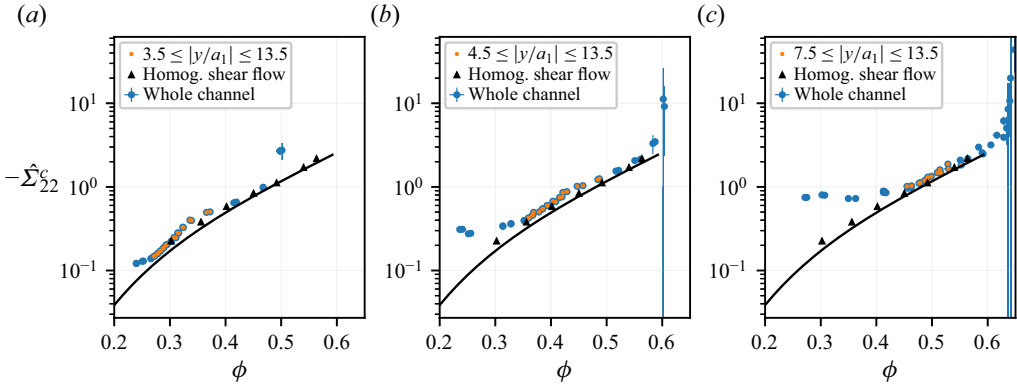 (a)
3.5 ≤ |y/a₁| ≤ 13.5
Homog. shear flow
Whole channel
10¹
10⁰
10⁻¹
−Σ̂ᶜ₂₂
0.2 0.3 0.4 0.5 0.6
ϕ
(b)
4.5 ≤ |y/a₁| ≤ 13.5
Homog. shear flow
Whole channel
10¹
10⁰
10⁻¹
0.2 0.3 0.4 0.5 0.6
ϕ
(c)
7.5 ≤ |y/a₁| ≤ 13.5
Homog. shear flow
Whole channel
10¹
10⁰
10⁻¹
0.2 0.3 0.4 0.5 0.6
ϕ